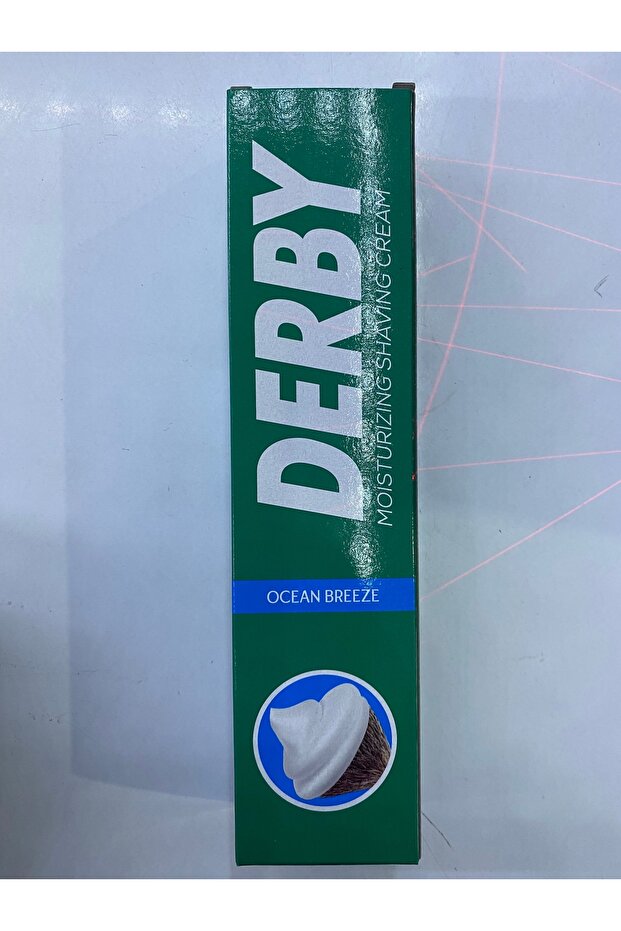 DERBY
MOISTURIZING SHAVING CREAM
OCEAN BREEZE